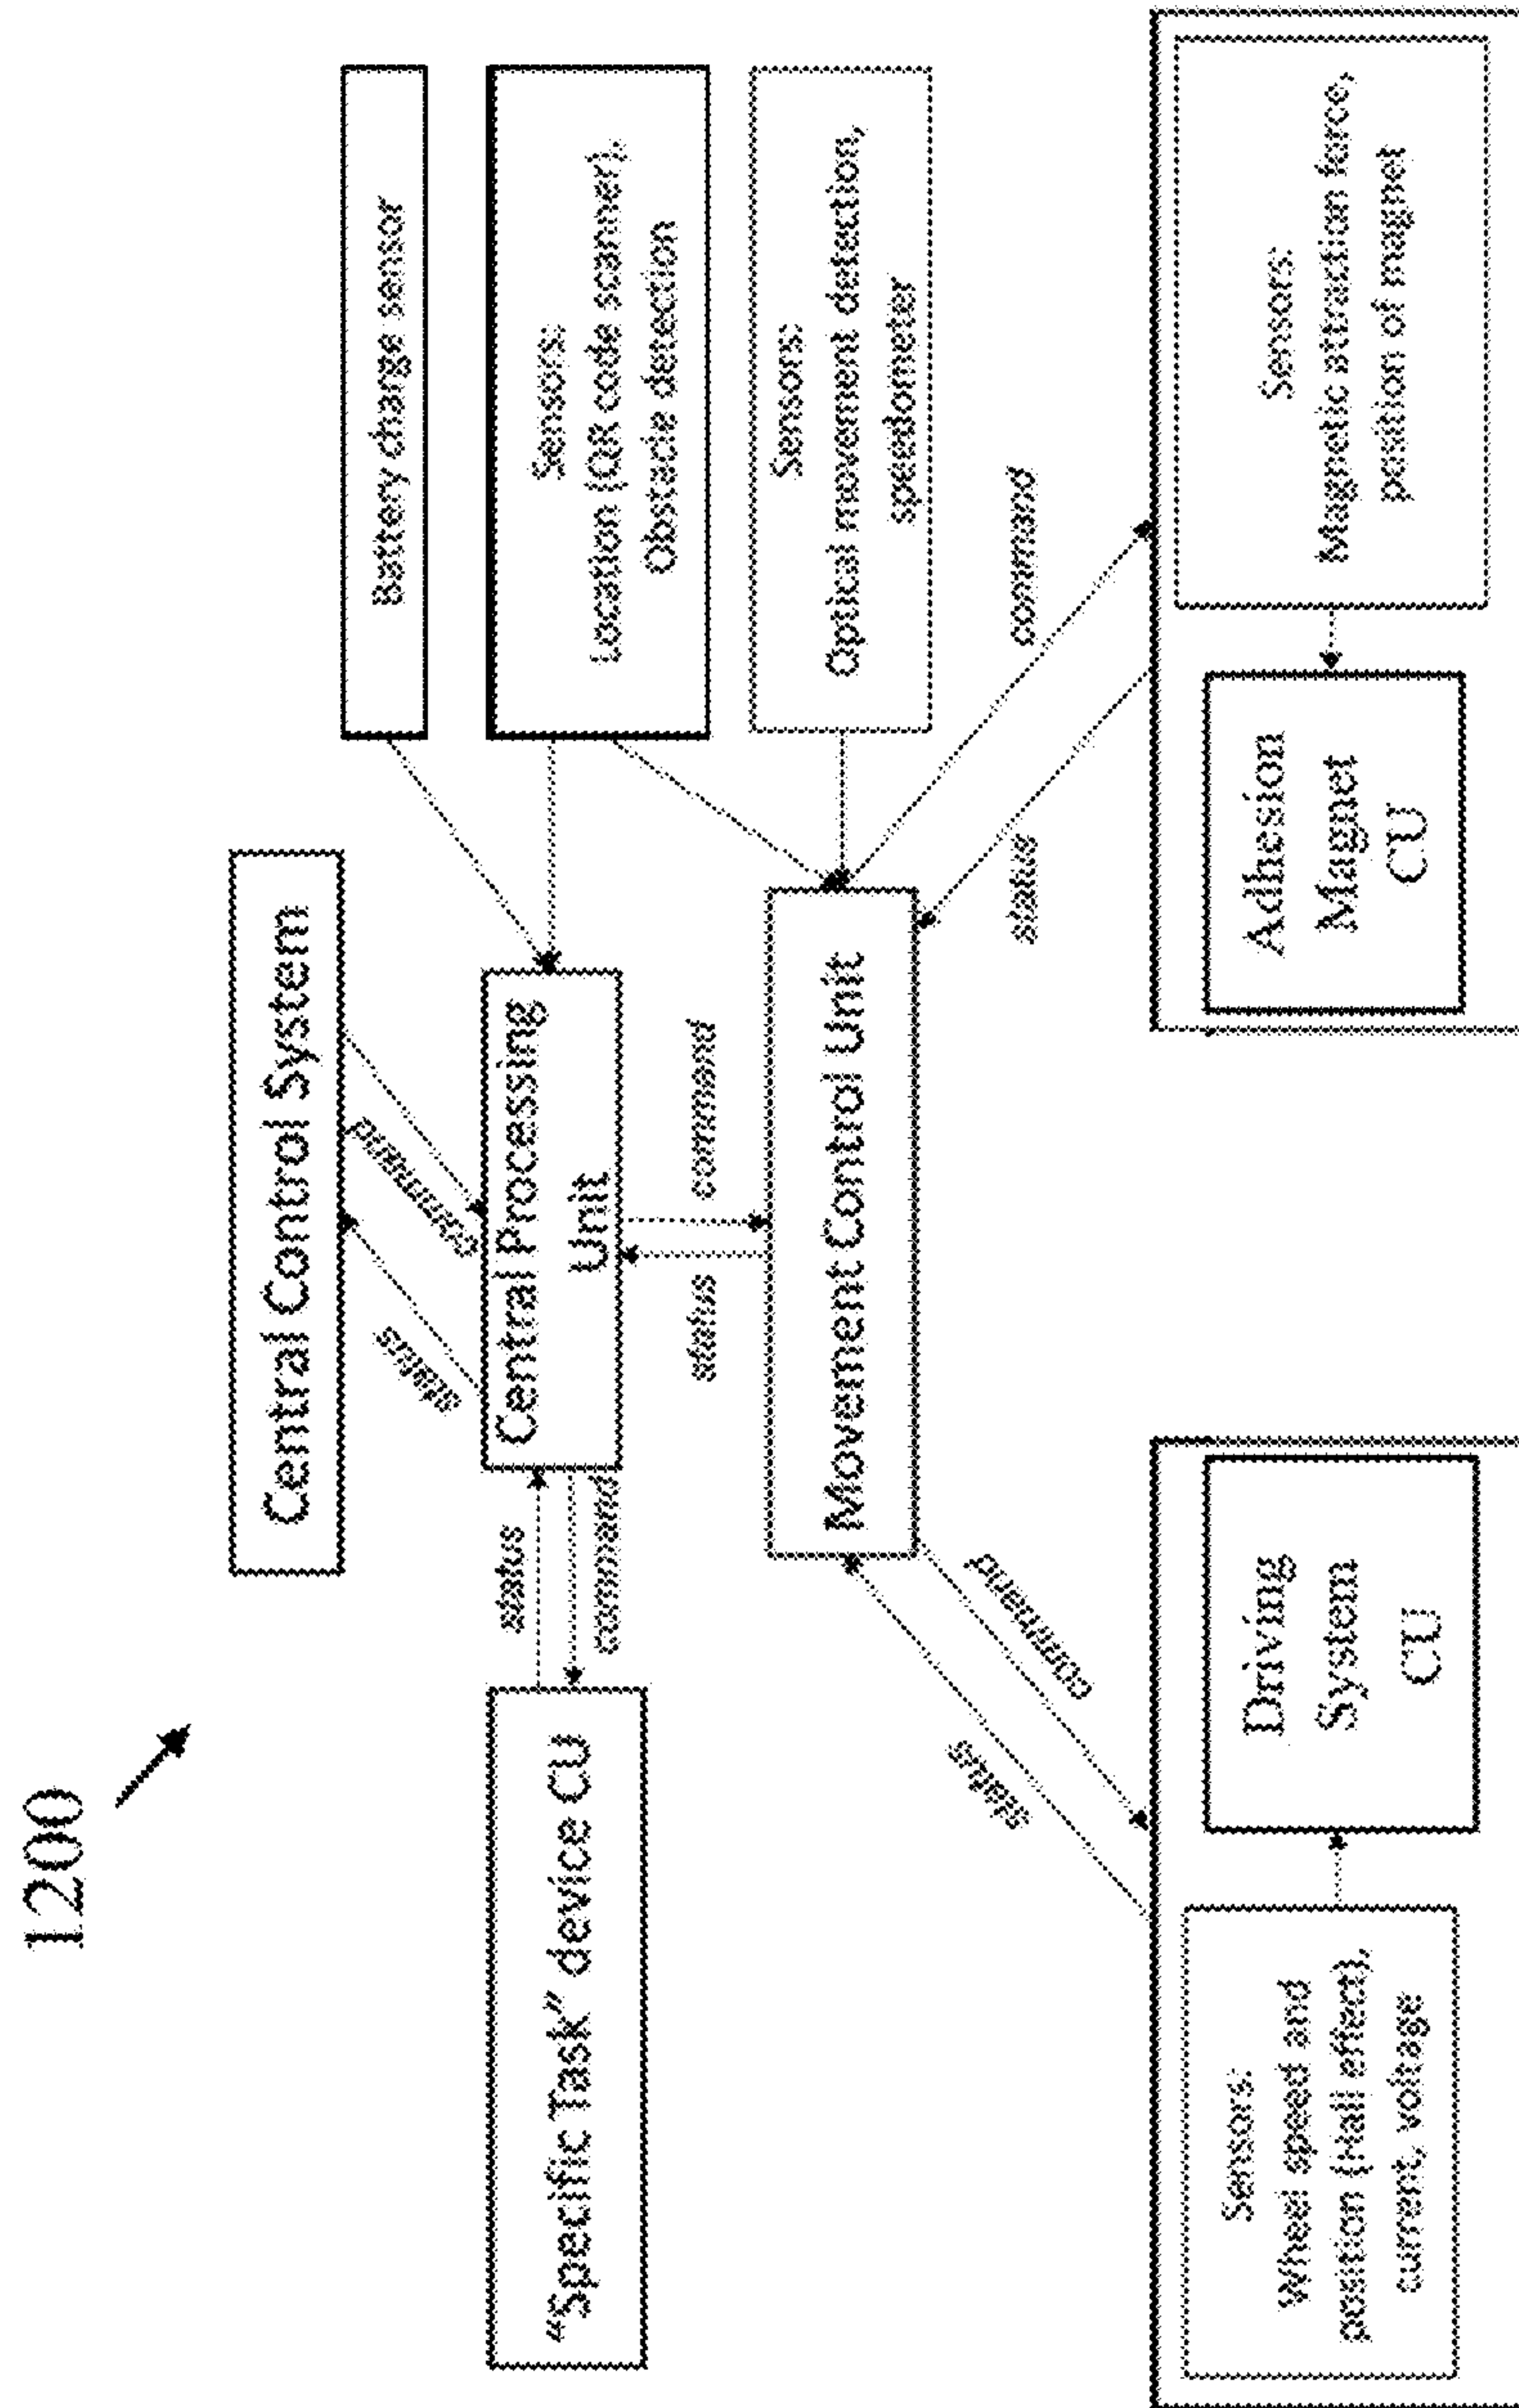 1200
Central Control System
status
command
Battery charge sensor
"Specific Task" device CU
status
command
Central Processing
Unit
Sensors:
Location (QR code scanner),
Obstacle detection
status
command
Movement Control Unit
Sensors:
Optical movement detection,
speedometer
status
command
status
command
Sensors:
Wheel speed and
position (Hall effect),
current, voltage
Driving
System
CU
Adhesion
Magnet
CU
Sensors:
Magnetic attraction force,
position of magnet